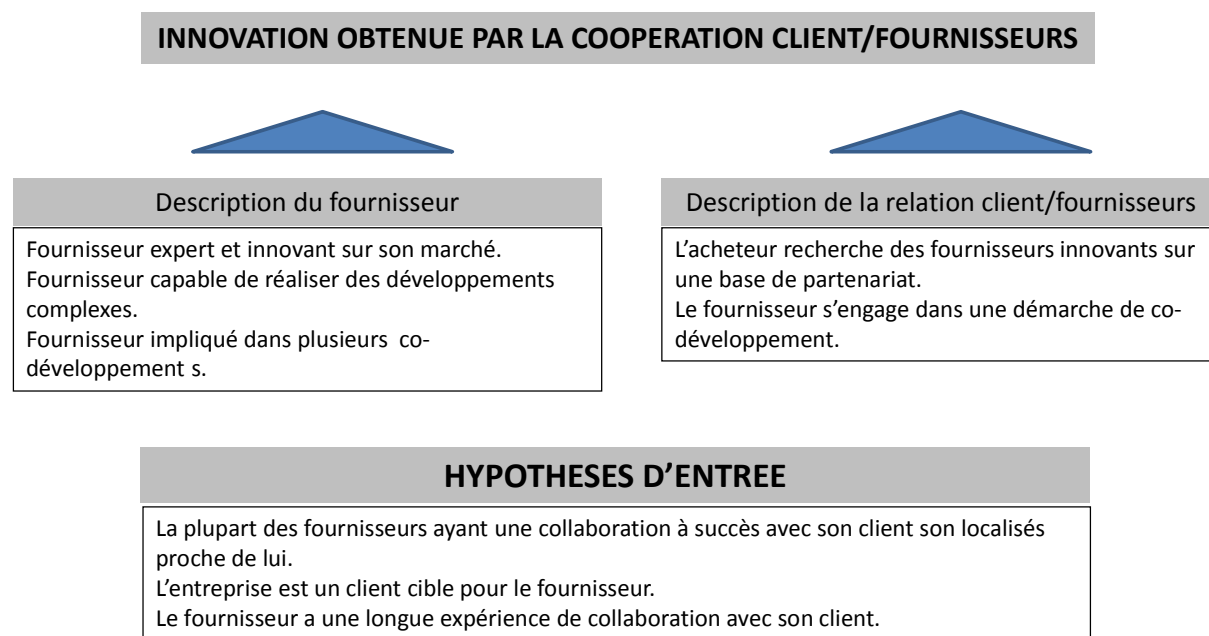 INNOVATION OBTENUE PAR LA COOPERATION CLIENT/FOURNISSEURS
Description du fournisseur
Fournisseur expert et innovant sur son marché.
Fournisseur capable de réaliser des développements
complexes.
Fournisseur impliqué dans plusieurs  co-
développement s.
Description de la relation client/fournisseurs
L’acheteur recherche des fournisseurs innovants sur
une base de partenariat.
Le fournisseur s’engage dans une démarche de co-
développement.
HYPOTHESES D’ENTREE
La plupart des fournisseurs ayant une collaboration à succès avec son client son localisés
proche de lui.
L’entreprise est un client cible pour le fournisseur.
Le fournisseur a une longue expérience de collaboration avec son client.